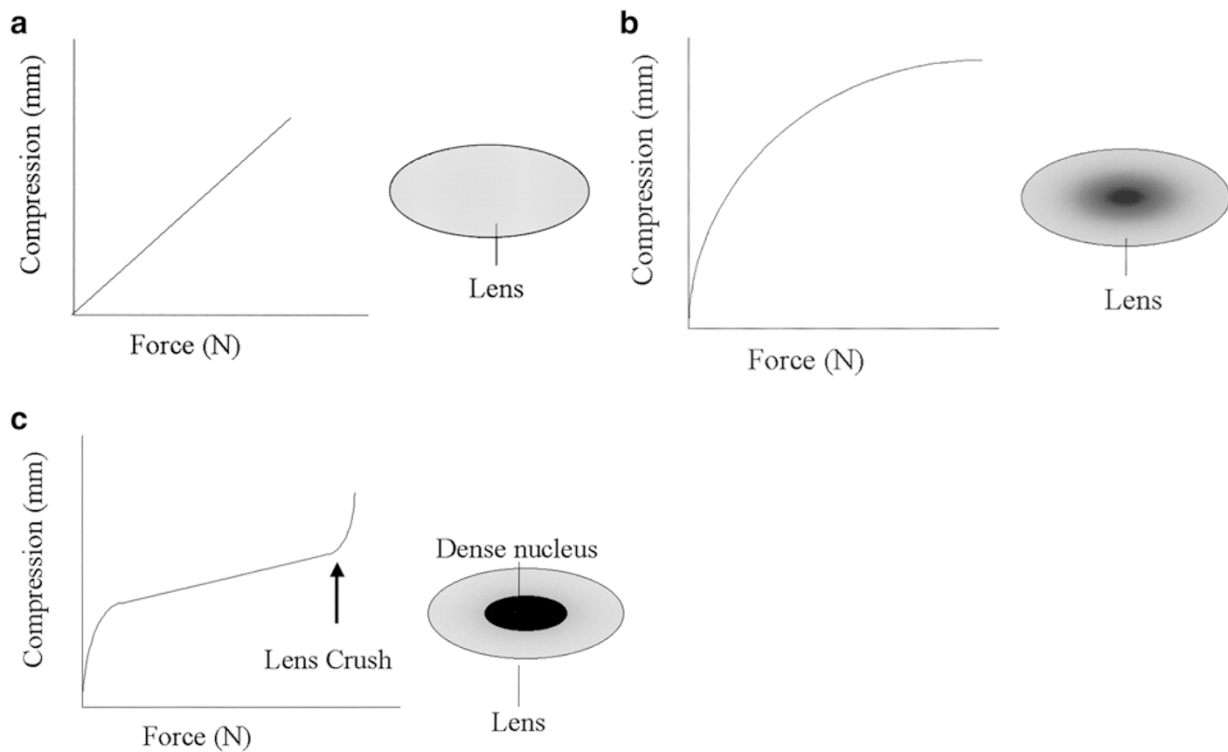 a
Compression (mm)
Force (N)
Lens
b
Compression (mm)
Force (N)
Lens
c
Compression (mm)
Force (N)
Lens Crush
Dense nucleus
Lens